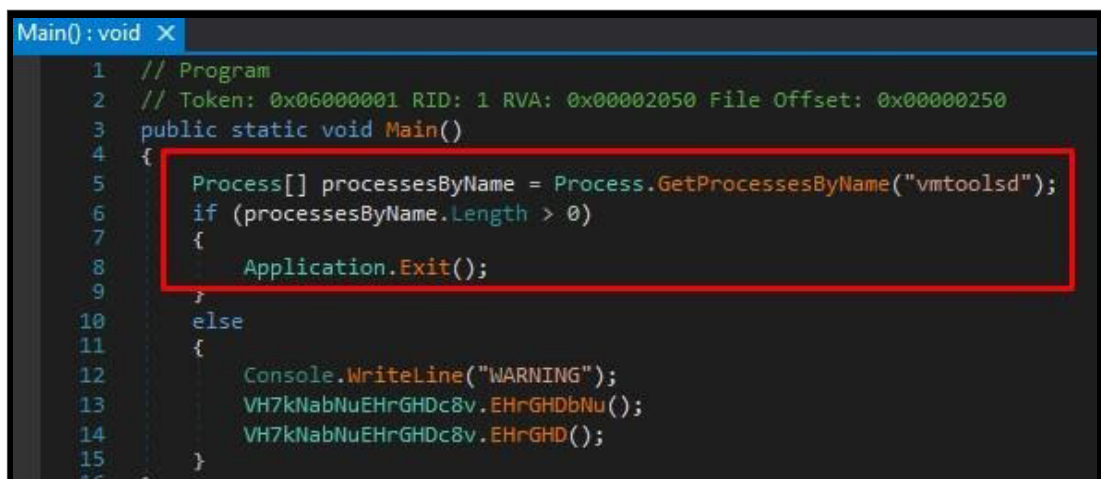 Main() : void X
1 // Program
2 // Token: 0x06000001 RID: 1 RVA: 0x00002050 File Offset: 0x00000250
3 public static void Main()
4 {
5 Process[] processesByName = Process.GetProcessesByName("vmtoolsd");
6 if (processesByName.Length > 0)
7 {
8 Application.Exit();
9 }
10 else
11 {
12 Console.WriteLine("WARNING");
13 VH7kNabNuEHrGHDc8v.EHrGHDbNu();
14 VH7kNabNuEHrGHDc8v.EHrGHD();
15 }